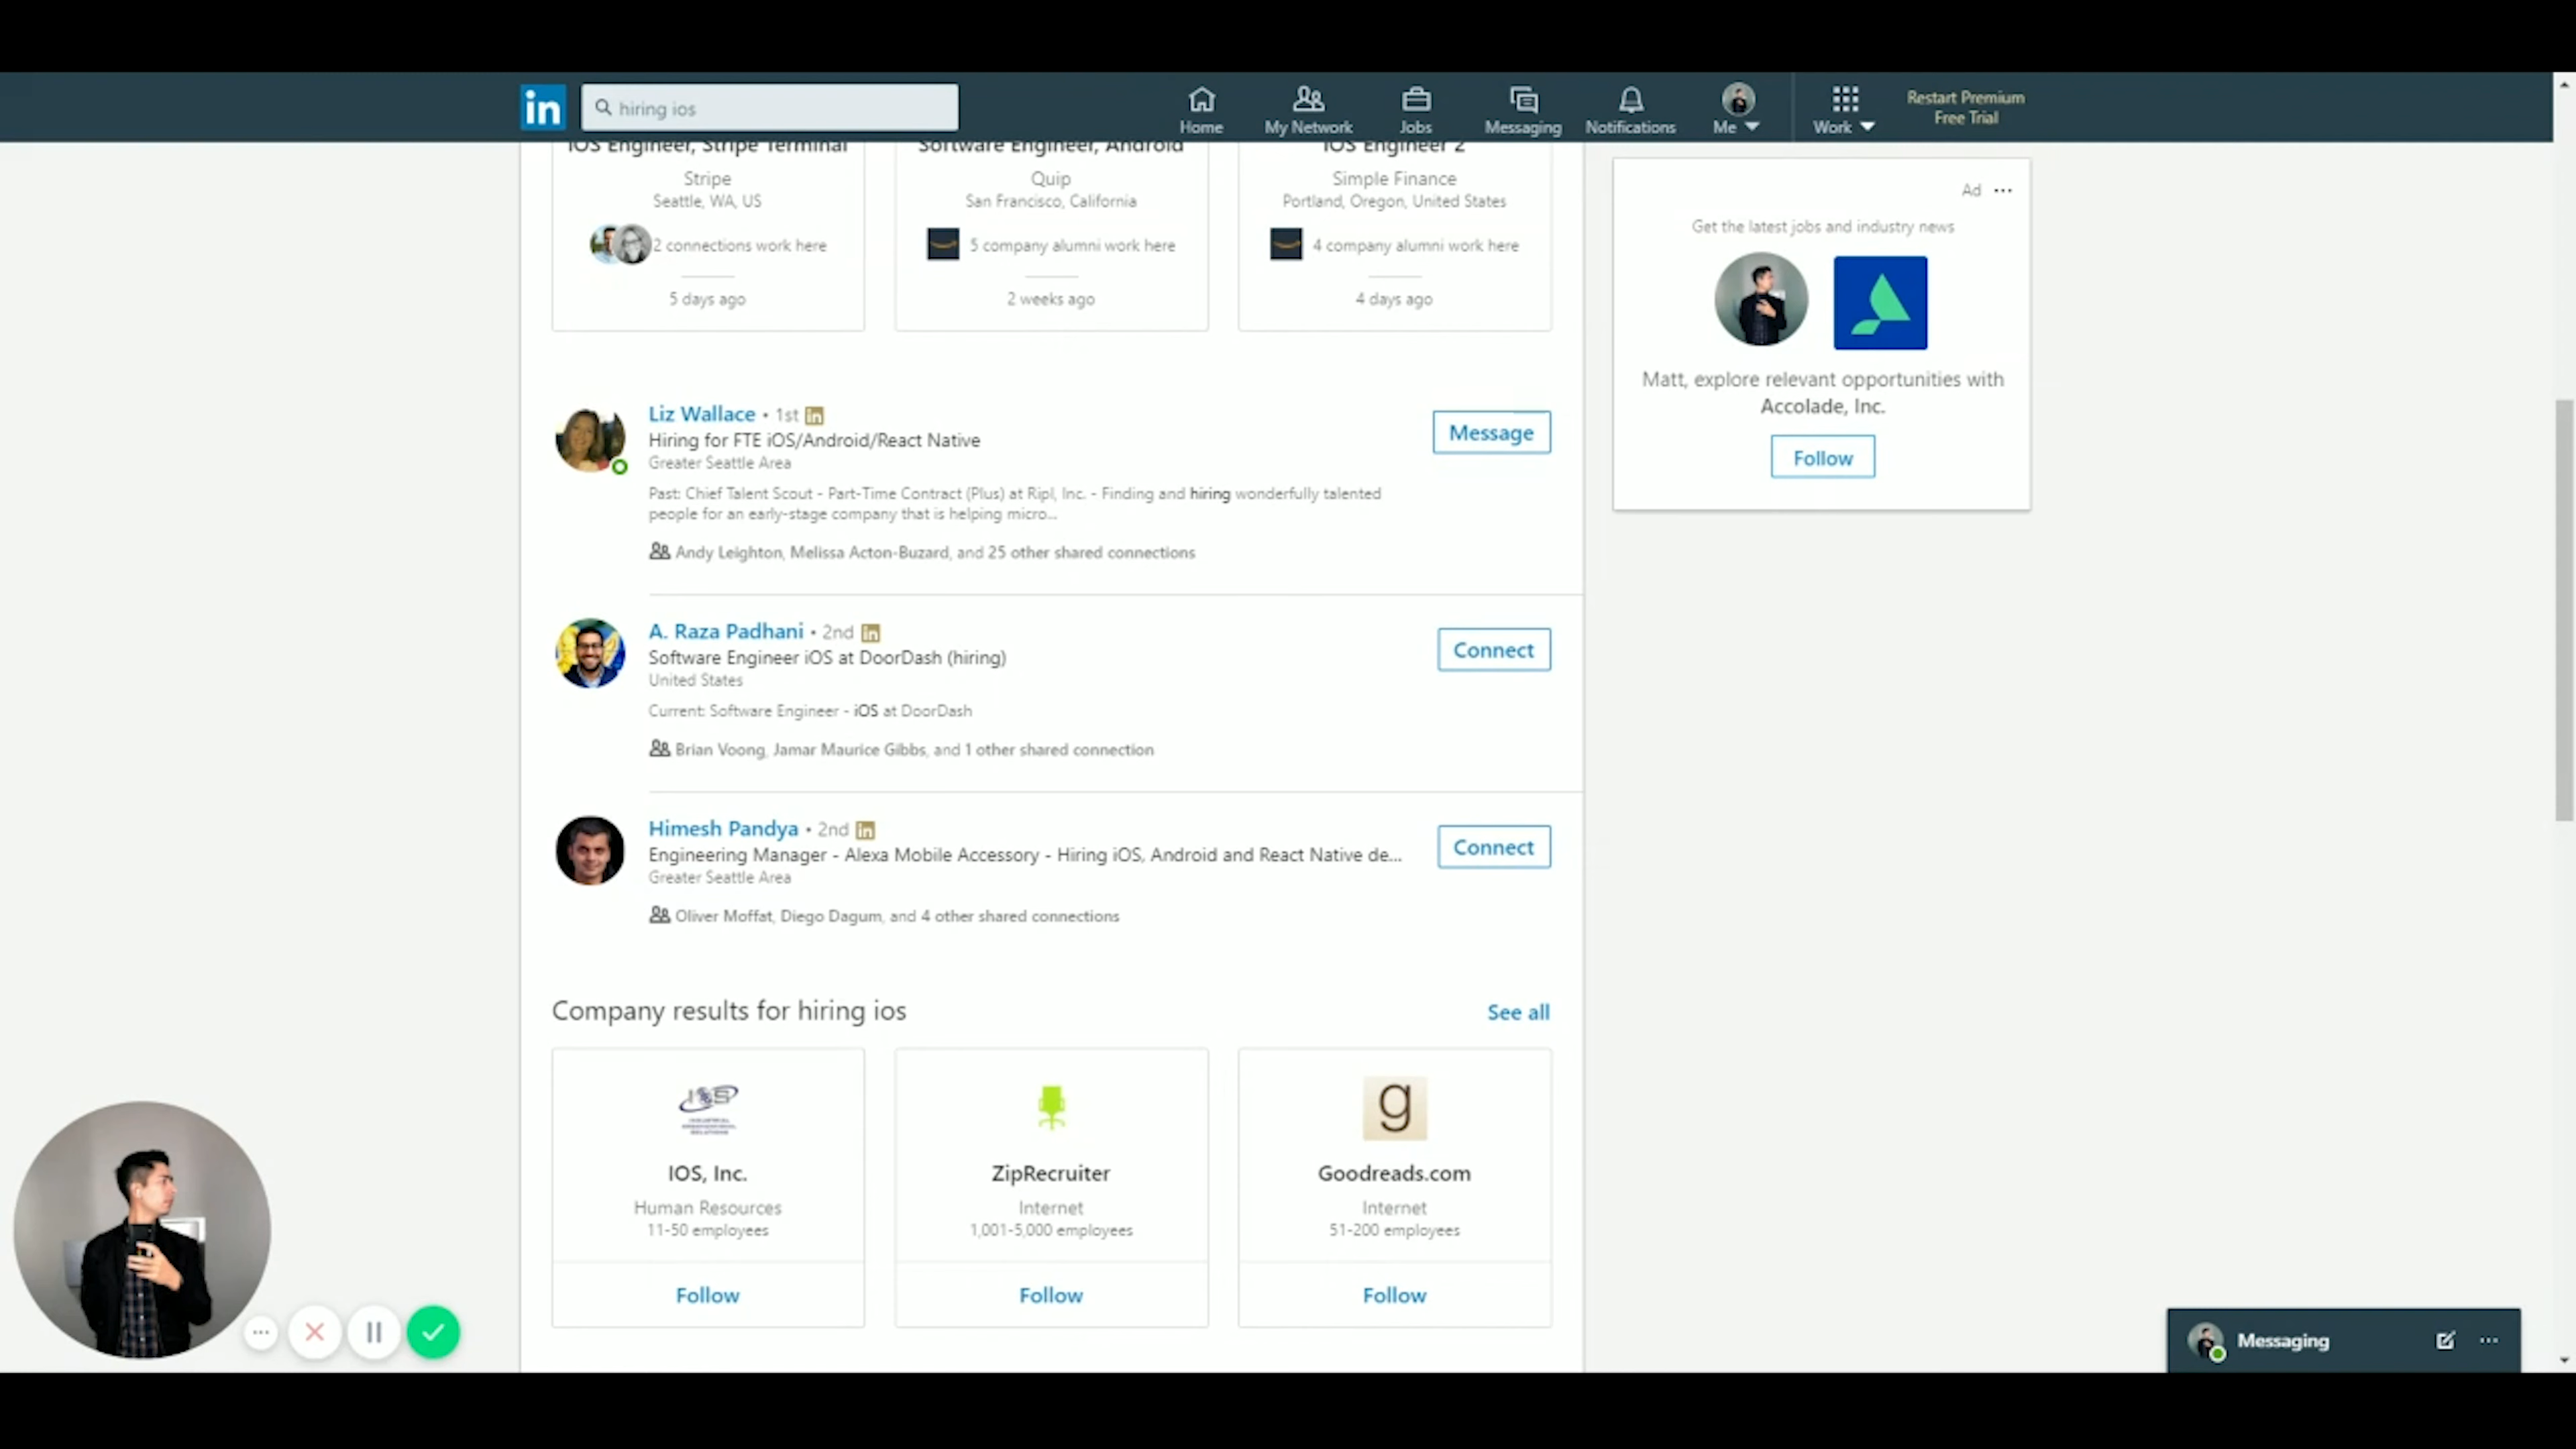 in
hiring ios
Home
My Network
Jobs
Messaging
Notifications
Me
Work
Restart Premium
Free Trial
iOS Engineer, Stripe Terminal
Stripe
Seattle, WA, US
2 connections work here
5 days ago
Software Engineer, Android
Quip
San Francisco, California
5 company alumni work here
2 weeks ago
iOS Engineer 2
Simple Finance
Portland, Oregon, United States
4 company alumni work here
4 days ago
Ad ...
Get the latest jobs and industry news
Matt, explore relevant opportunities with
Accolade, Inc.
Follow
Liz Wallace • 1st in
Hiring for FTE iOS/Android/React Native
Greater Seattle Area
Past: Chief Talent Scout - Part-Time Contract (Plus) at Ripl, Inc. - Finding and hiring wonderfully talented
people for an early-stage company that is helping micro...
Andy Leighton, Melissa Acton-Buzard, and 25 other shared connections
Message
A. Raza Padhani • 2nd in
Software Engineer iOS at DoorDash (hiring)
United States
Current: Software Engineer - iOS at DoorDash
Brian Voong, Jamar Maurice Gibbs, and 1 other shared connection
Connect
Himesh Pandya • 2nd in
Engineering Manager - Alexa Mobile Accessory - Hiring iOS, Android and React Native de...
Greater Seattle Area
Oliver Moffat, Diego Dagum, and 4 other shared connections
Connect
Company results for hiring ios
See all
IOS, Inc.
Human Resources
11-50 employees
Follow
ZipRecruiter
Internet
1,001-5,000 employees
Follow
g
Goodreads.com
Internet
51-200 employees
Follow
Messaging